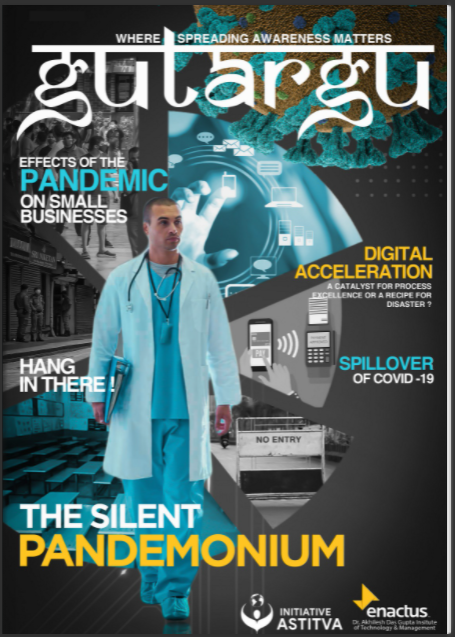 WHERE SPREADING AWARENESS MATTERS
gutargu
EFFECTS OF THE
PANDEMIC
ON SMALL
BUSINESSES
DIGITAL
ACCELERATION
A CATALYST FOR PROCESS
EXCELLENCE OR A RECIPE FOR
DISASTER ?
PAY
HANG
IN THERE !
SPILLOVER
OF COVID -19
NO ENTRY
THE SILENT
PANDEMONIUM
INITIATIVE
ASTITVA
enactus
Dr. Akhilesh Das Gupta Institute
of Technology & Management